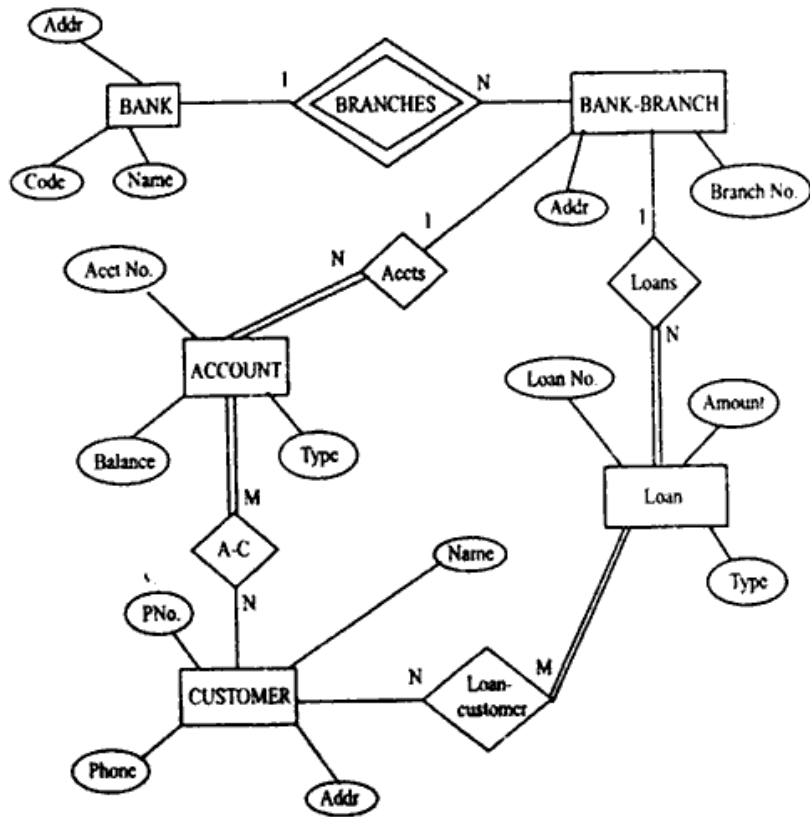 Addr
1
N
BANK
BRANCHES
BANK-BRANCH
Code
Name
Addr
Branch No.
1
1
Acct No.
N
Accts
Loans
N
ACCOUNT
Loan No.
Amount
Balance
Type
M
Loan
A-C
Name
Type
N
PNo.
CUSTOMER
N
Loan-
customer
M
Phone
Addr